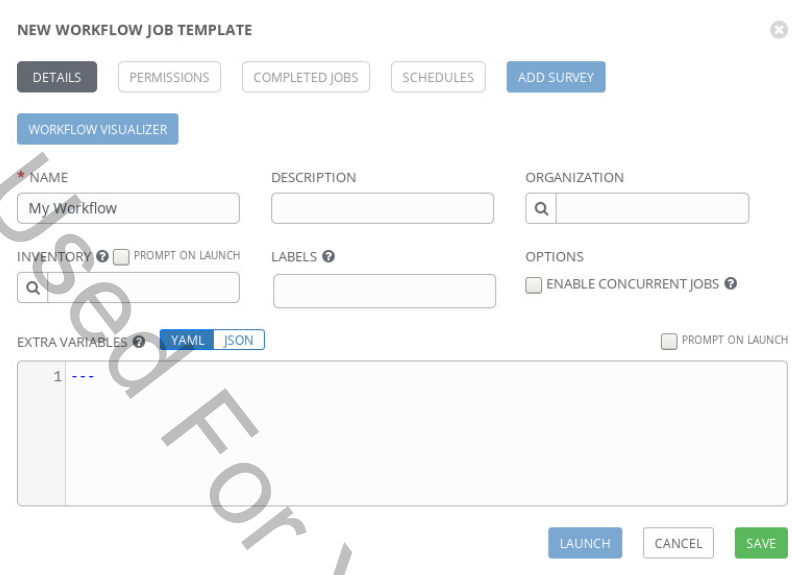 NEW WORKFLOW JOB TEMPLATE
DETAILS PERMISSIONS COMPLETED JOBS SCHEDULES ADD SURVEY
WORKFLOW VISUALIZER
* NAME DESCRIPTION ORGANIZATION
My Workflow
INVENTORY PROMPT ON LAUNCH LABELS OPTIONS
ENABLE CONCURRENT JOBS
EXTRA VARIABLES YAML JSON PROMPT ON LAUNCH
1 ---
LAUNCH CANCEL SAVE
Used For